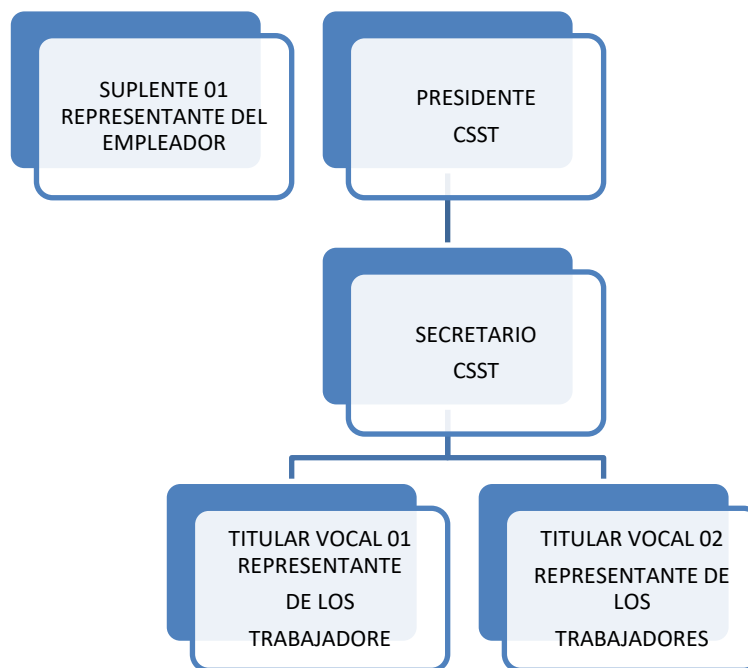 SUPLENTE 01
REPRESENTANTE DEL
EMPLEADOR
PRESIDENTE
CSST
SECRETARIO
CSST
TITULAR VOCAL 01
REPRESENTANTE
DE LOS
TRABAJADORE
TITULAR VOCAL 02
REPRESENTANTE DE
LOS
TRABAJADORES